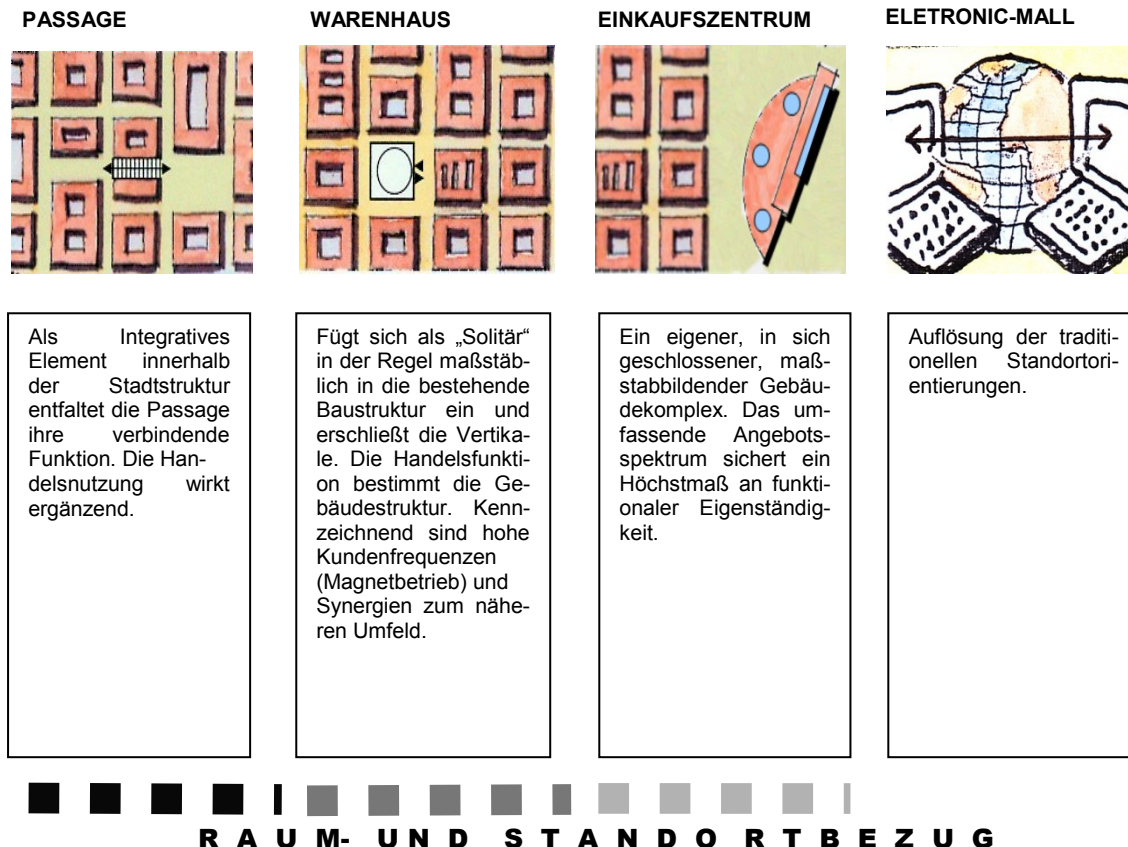 PASSAGE
WARENHAUS
EINKAUFSZENTRUM
ELETRONIC-MALL
Als Integratives
Element innerhalb
der Stadtstruktur
entfaltet die Passage
ihre verbindende
Funktion. Die Han-
delsnutzung wirkt
ergänzend.
Fügt sich als „Solitär“
in der Regel maßstäb-
lich in die bestehende
Baustruktur ein und
erschließt die Vertika-
le. Die Handelsfunkti-
on bestimmt die Ge-
bäudestruktur. Kenn-
zeichnend sind hohe
Kundenfrequenzen
(Magnetbetrieb) und
Synergien zum nähe-
ren Umfeld.
Ein eigener, in sich
geschlossener, maß-
stabbildender Gebäu-
dekomplex. Das um-
fassende Angebots-
spektrum sichert ein
Höchstmaß an funkti-
onaler Eigenständig-
keit.
Auflösung der traditi-
onellen Standortori-
entierungen.
RAUM- UND STANDORTBEZUG